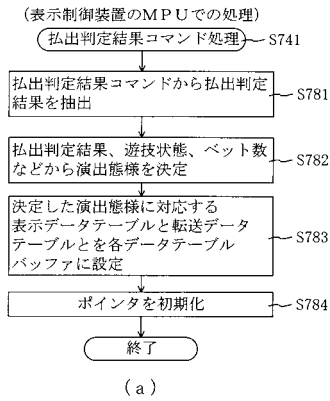 (表示制御装置のMPUでの処理)
払出判定結果コマンド処理 S741
払出判定結果コマンドから払出判定
結果を抽出 S781
払出判定結果、遊技状態、ベット数
などから演出態様を決定 S782
決定した演出態様に対応する
表示データテーブルと転送データ
テーブルとを各データテーブル
バッファに設定 S783
ポインタを初期化 S784
終了
(a)